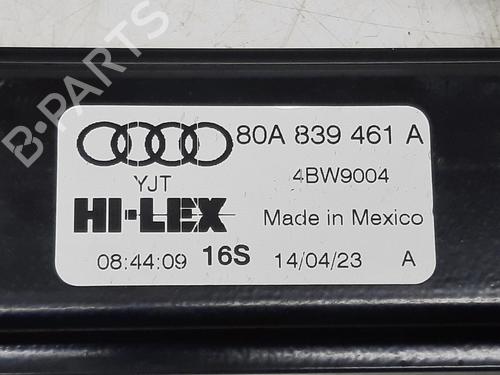 80A 839 461 A
YJT 4BW9004
HI-LEX Made in Mexico
08:44:09 16S 14/04/23 A
B-PARTS